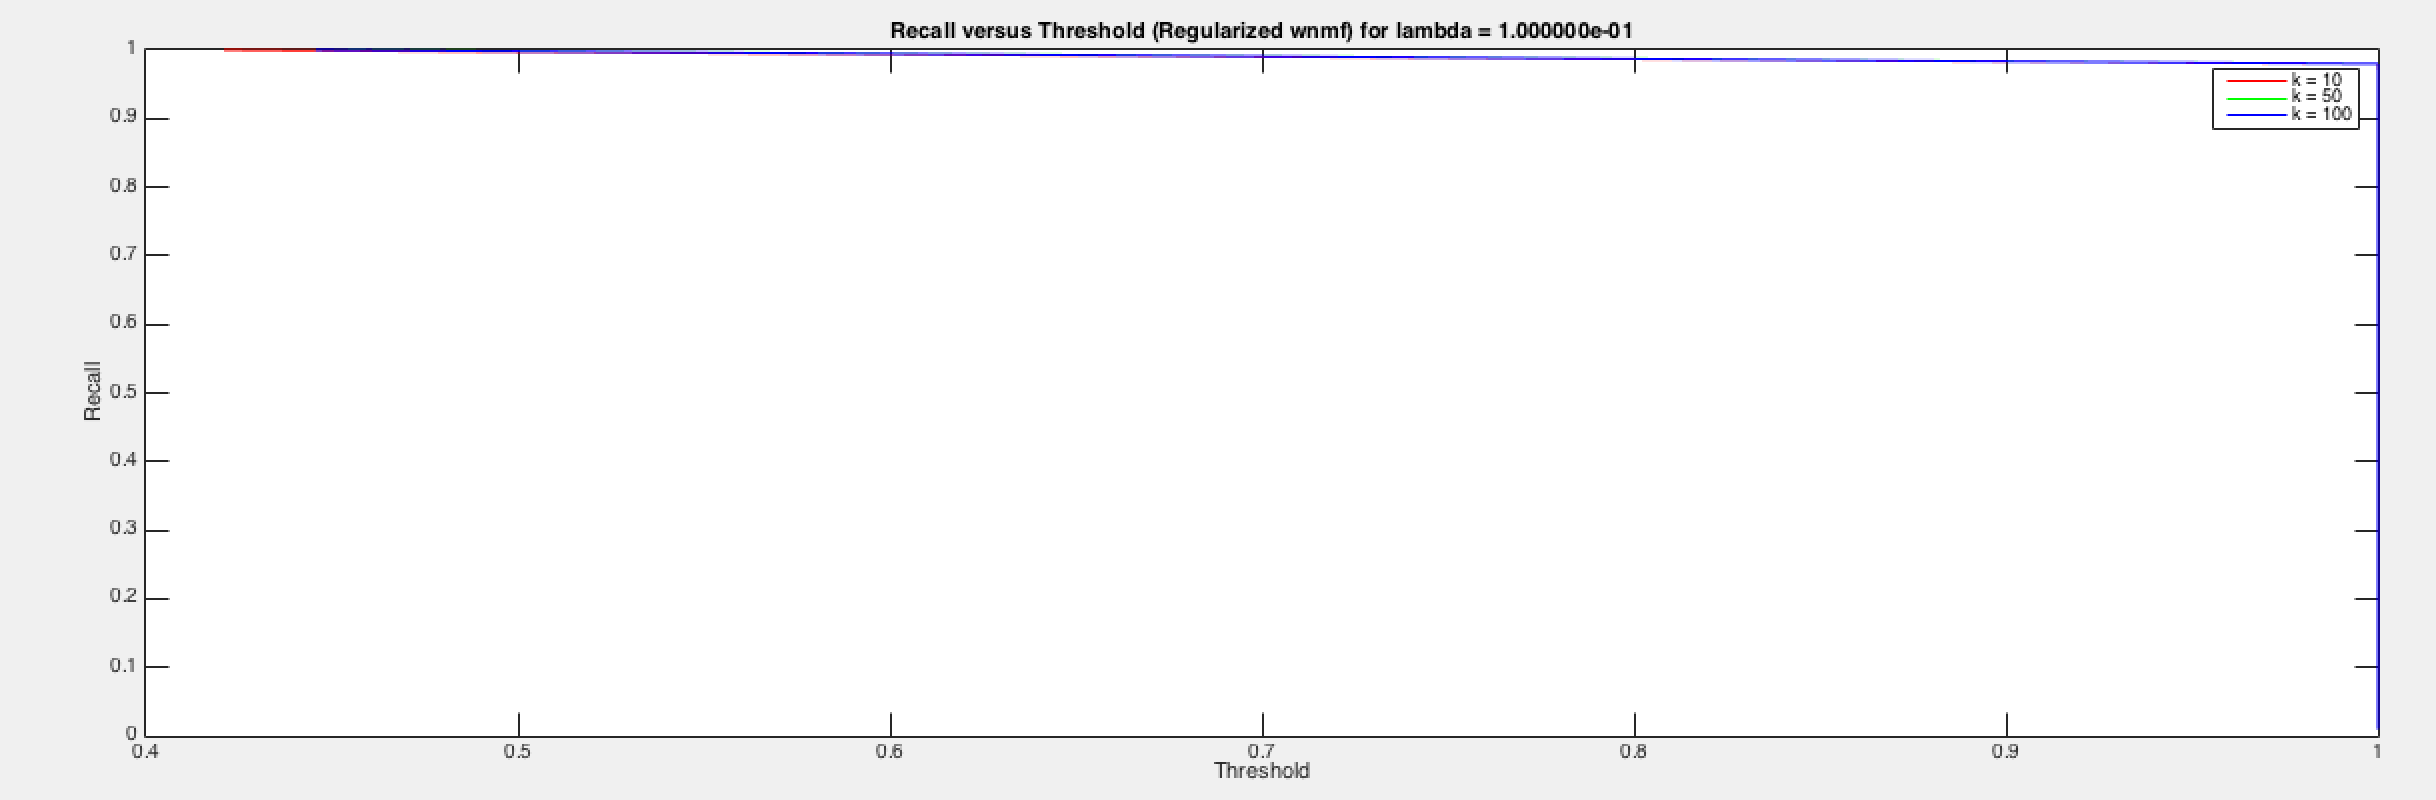 Recall versus Threshold (Regularized wnmf) for lambda = 1.000000e-01
1
0.9
0.8
0.7
0.6
0.5
0.4
0.3
0.2
0.1
0
Recall
k = 10
k = 50
k = 100
0.4 0.5 0.6 0.7 0.8 0.9 1
Threshold